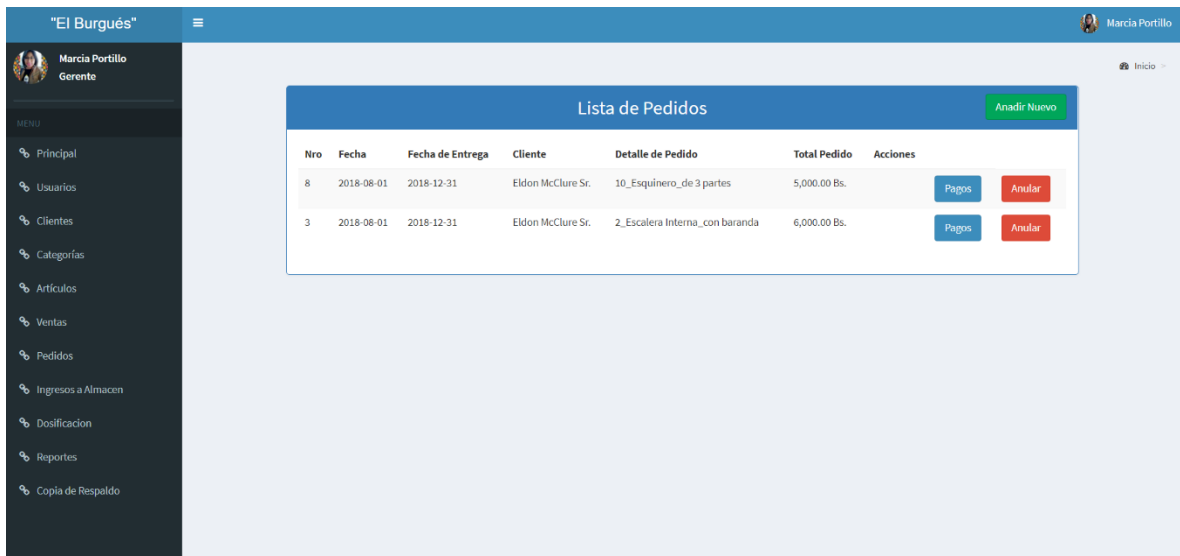 "El Burgués"
Marcia Portillo
Marcia Portillo
Gerente
Inicio >
MENU
Principal
Usuarios
Clientes
Categorías
Artículos
Ventas
Pedidos
Ingresos a Almacen
Dosificacion
Reportes
Copia de Respaldo
Lista de Pedidos
Anadir Nuevo
Nro Fecha Fecha de Entrega Cliente Detalle de Pedido Total Pedido Acciones
8 2018-08-01 2018-12-31 Eldon McClure Sr. 10_Esquinero_de 3 partes 5,000.00 Bs. Pagos Anular
3 2018-08-01 2018-12-31 Eldon McClure Sr. 2_Escalera Interna_con baranda 6,000.00 Bs. Pagos Anular